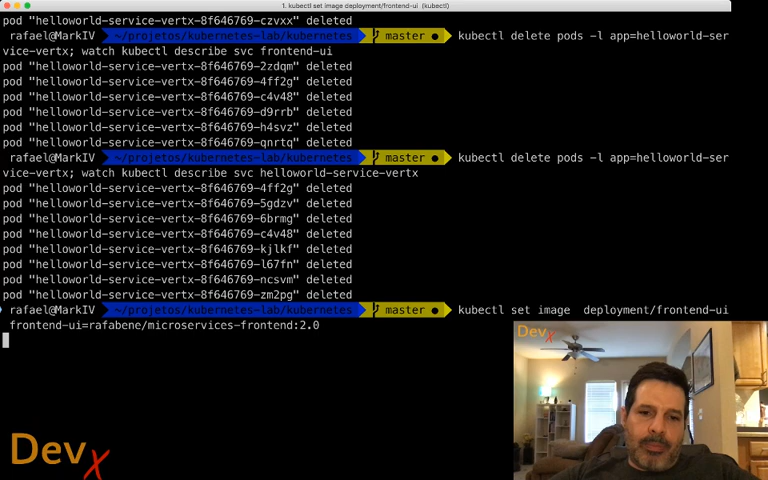 1. kubectl set image deployment/frontend-ui (kubectl)
pod "helloworld-service-vertx-8f646769-czvxx" deleted
rafael@MarkIV ~/projetos/kubernetes-lab/kubernetes master ● kubectl delete pods -l app=helloworld-ser
vice-vertx; watch kubectl describe svc frontend-ui
pod "helloworld-service-vertx-8f646769-2zdqm" deleted
pod "helloworld-service-vertx-8f646769-4ff2g" deleted
pod "helloworld-service-vertx-8f646769-c4v48" deleted
pod "helloworld-service-vertx-8f646769-d9rrb" deleted
pod "helloworld-service-vertx-8f646769-h4svz" deleted
pod "helloworld-service-vertx-8f646769-qnrtq" deleted
rafael@MarkIV ~/projetos/kubernetes-lab/kubernetes master ● kubectl delete pods -l app=helloworld-ser
vice-vertx; watch kubectl describe svc helloworld-service-vertx
pod "helloworld-service-vertx-8f646769-4ff2g" deleted
pod "helloworld-service-vertx-8f646769-5gdzv" deleted
pod "helloworld-service-vertx-8f646769-6brmg" deleted
pod "helloworld-service-vertx-8f646769-c4v48" deleted
pod "helloworld-service-vertx-8f646769-kjlkf" deleted
pod "helloworld-service-vertx-8f646769-l67fn" deleted
pod "helloworld-service-vertx-8f646769-ncsvm" deleted
pod "helloworld-service-vertx-8f646769-zm2pg" deleted
rafael@MarkIV ~/projetos/kubernetes-lab/kubernetes master ● kubectl set image  deployment/frontend-ui
frontend-ui=rafabene/microservices-frontend:2.0
Devx
Devx